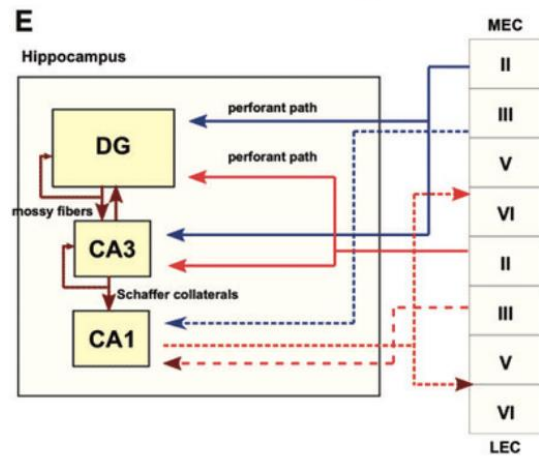 E
MEC
Hippocampus
II
perforant path
III
DG
perforant path
V
mossy fibers
VI
CA3
II
Schaffer collaterals
III
CA1
V
VI
LEC